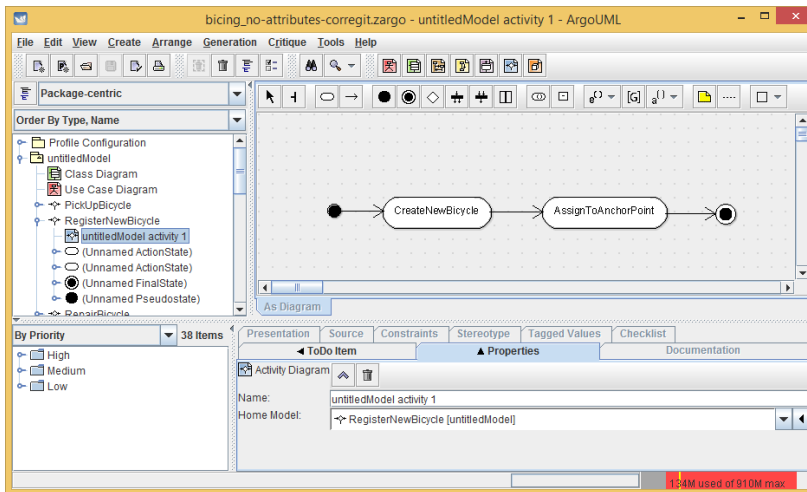 bicing_no-attributes-corregit.zargo - untitledModel activity 1 - ArgoUML
File Edit View Create Arrange Generation Critique Tools Help
Package-centric
Order By Type, Name
Profile Configuration
untitledModel
Class Diagram
Use Case Diagram
PickUpBicycle
RegisterNewBicycle
untitledModel activity 1
(Unnamed ActionState)
(Unnamed ActionState)
(Unnamed FinalState)
(Unnamed Pseudostate)
RepairBicycle
[G]
CreateNewBicycle
AssignToAnchorPoint
As Diagram
By Priority
38 Items
High
Medium
Low
Presentation Source Constraints Stereotype Tagged Values Checklist
ToDo Item Properties Documentation
Activity Diagram
Name: untitledModel activity 1
Home Model: RegisterNewBicycle [untitledModel]
134M used of 910M max